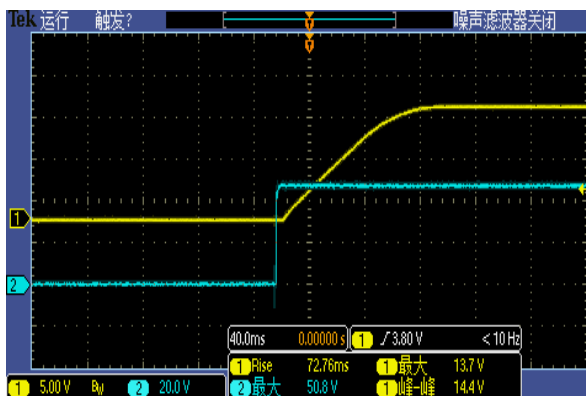 Tek 运行 触发? 噪声滤波器关闭
1
2
40.0ms 0.00000 s 1 3.80 V < 10 Hz
1 Rise 72.76ms 1 最大 13.7 V
2 最大 50.8 V 1 峰-峰 14.4 V
1 5.00 V BW 2 20.0 V